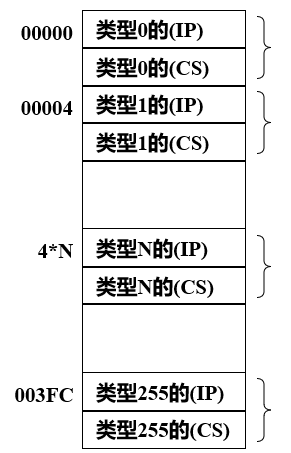 00000 类型0的(IP)
类型0的(CS)
00004 类型1的(IP)
类型1的(CS)
4*N 类型N的(IP)
类型N的(CS)
003FC 类型255的(IP)
类型255的(CS)